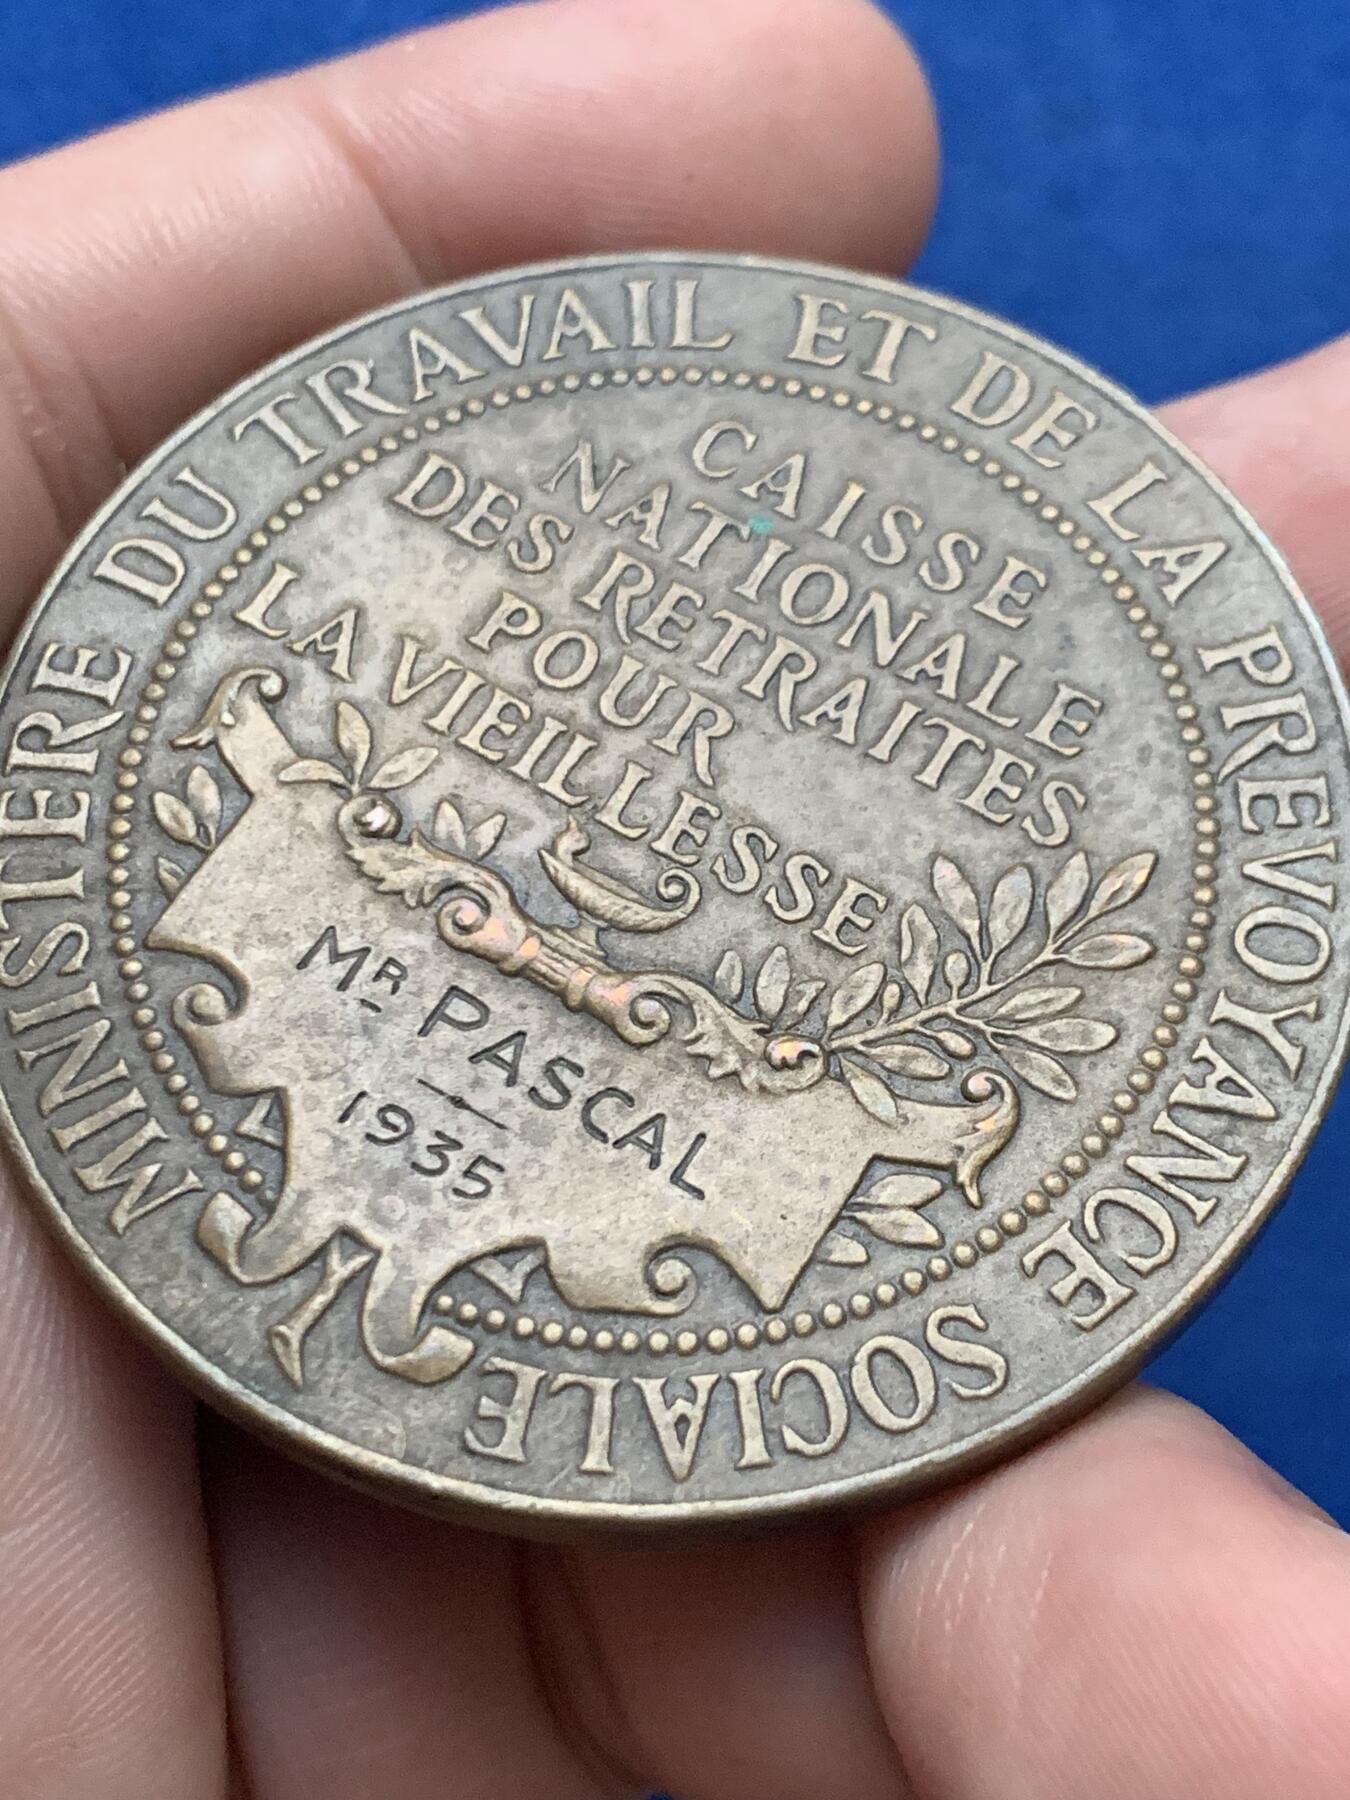 MINISTERE DU TRAVAIL ET DE LA PREVOYANCE SOCIALE
CAISSE
NATIONALE
DES RETRAITES
POUR
LA VIEILLESSE
MR PASCAL
1935